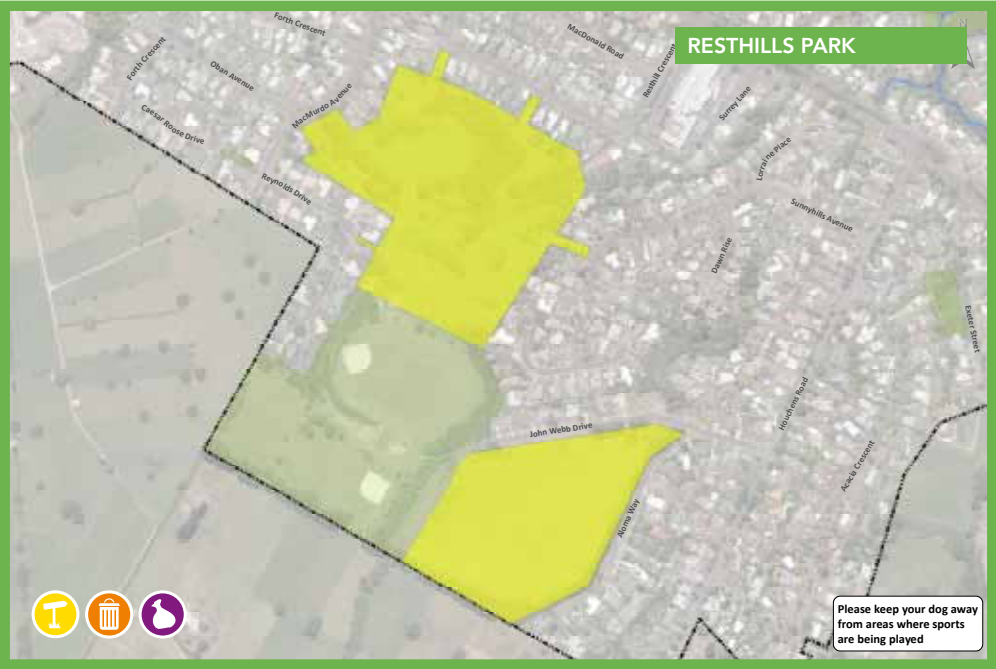 RESTHILLS PARK
N
Forth Crescent
MacDonald Road
Forth Crescent
Oban Avenue
Resthill Crescent
MacMurdo Avenue
Surrey Lane
Caesar Roose Drive
Lorraine Place
Reynolds Drive
Sunnyhills Avenue
Dawn Rise
Exeter Street
Houchens Road
John Webb Drive
Acacia Crescent
Aloma Way
Please keep your dog away
from areas where sports
are being played